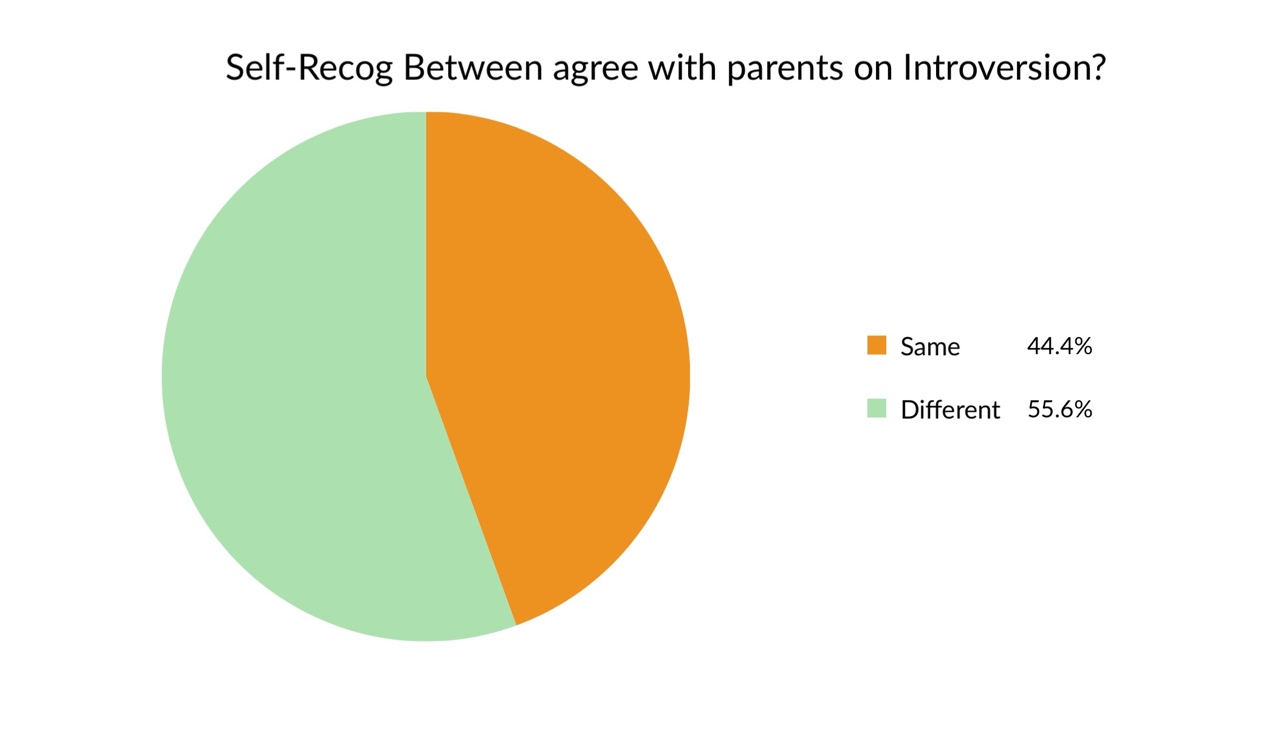 Self-Recog Between agree with parents on Introversion?
Same 44.4%
Different 55.6%